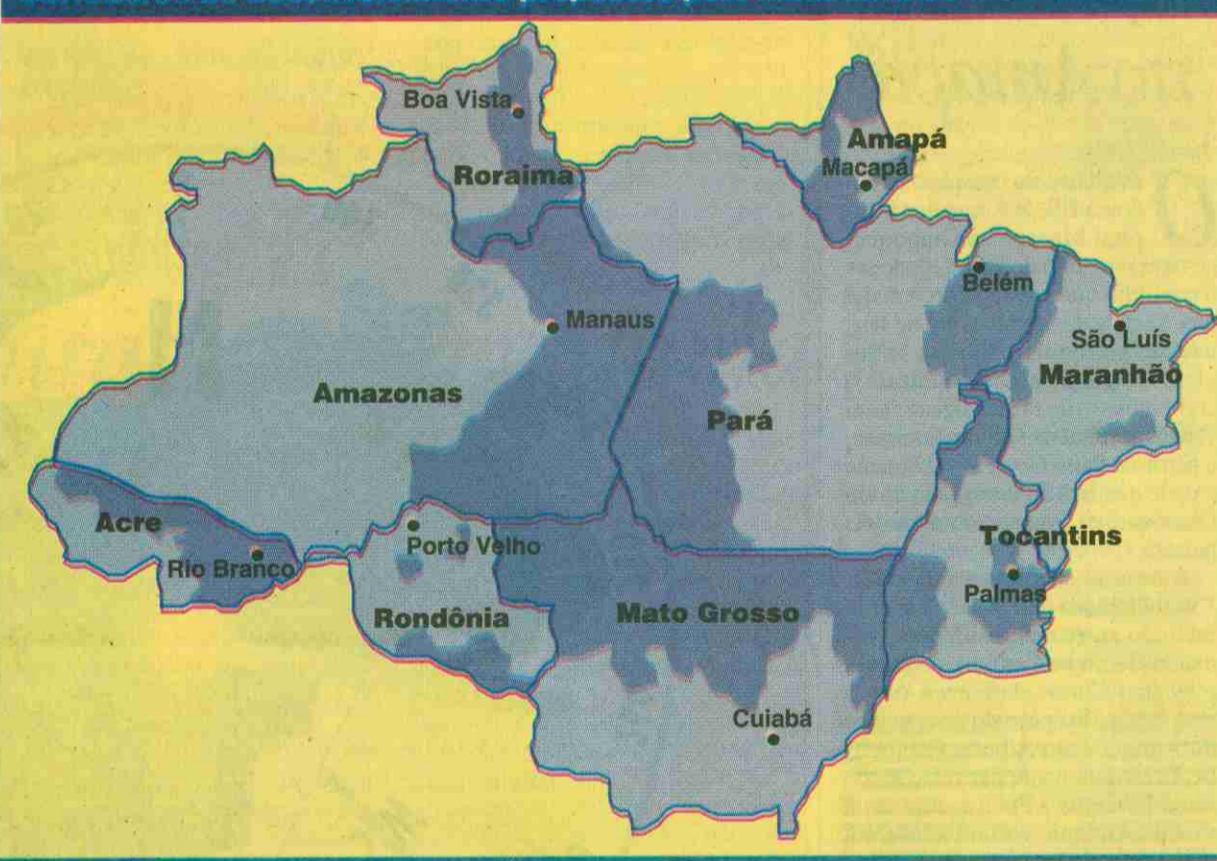 Boa Vista
Roraima
Amapá
Macapá
Belém
Manaus
São Luís
Maranhão
Amazonas
Pará
Acre
Rio Branco
Porto Velho
Rondônia
Mato Grosso
Tocantins
Palmas
Cuiabá